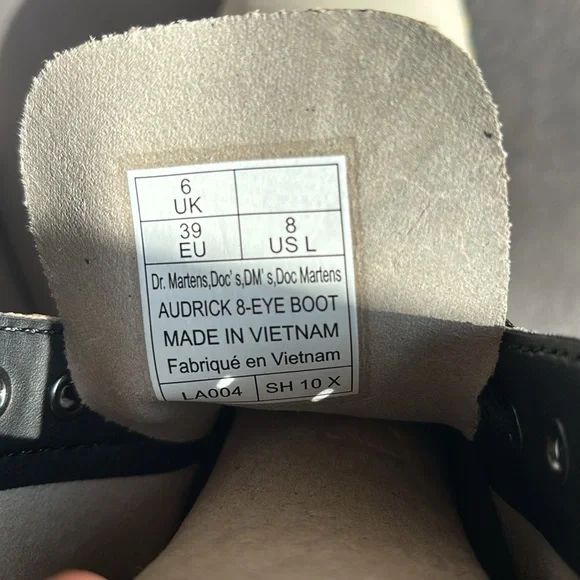 6
UK
39 8
EU US L
Dr. Martens,Doc's,DM's,Doc Martens
AUDRICK 8-EYE BOOT
MADE IN VIETNAM
Fabriqué en Vietnam
LA004 SH 10 X